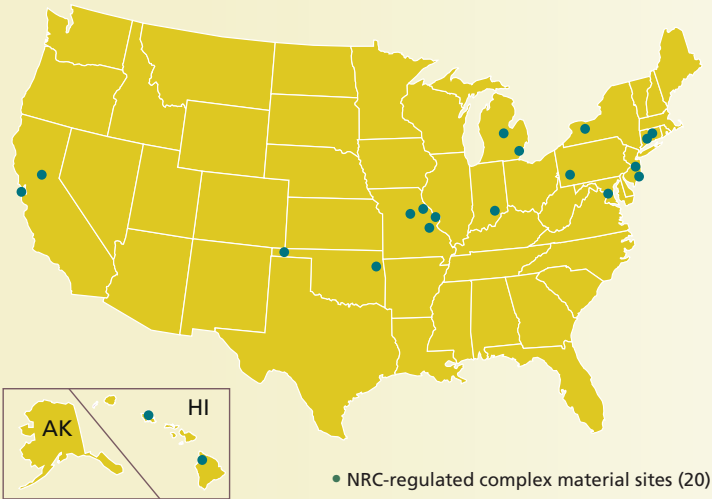 HI
AK
NRC-regulated complex material sites (20)